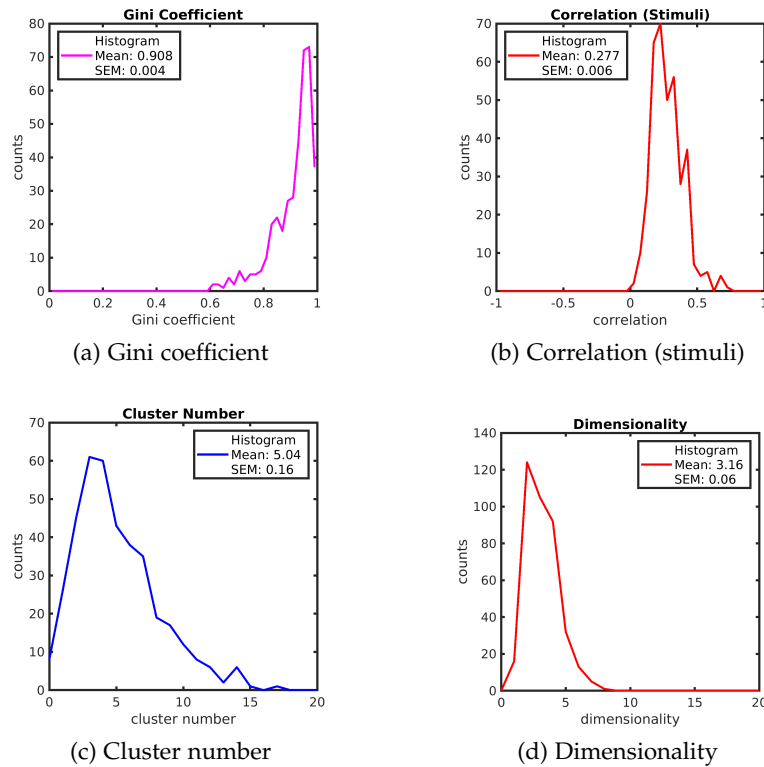 Gini Coefficient
80
70
60
50
40
30
20
10
0
counts
Histogram
Mean: 0.908
SEM: 0.004
0 0.2 0.4 0.6 0.8 1
Gini coefficient
(a) Gini coefficient
Correlation (Stimuli)
70
60
50
40
30
20
10
0
counts
Histogram
Mean: 0.277
SEM: 0.006
-1 -0.5 0 0.5 1
correlation
(b) Correlation (stimuli)
Cluster Number
70
60
50
40
30
20
10
0
counts
Histogram
Mean: 5.04
SEM: 0.16
0 5 10 15 20
cluster number
(c) Cluster number
Dimensionality
140
120
100
80
60
40
20
0
counts
Histogram
Mean: 3.16
SEM: 0.06
0 5 10 15 20
dimensionality
(d) Dimensionality